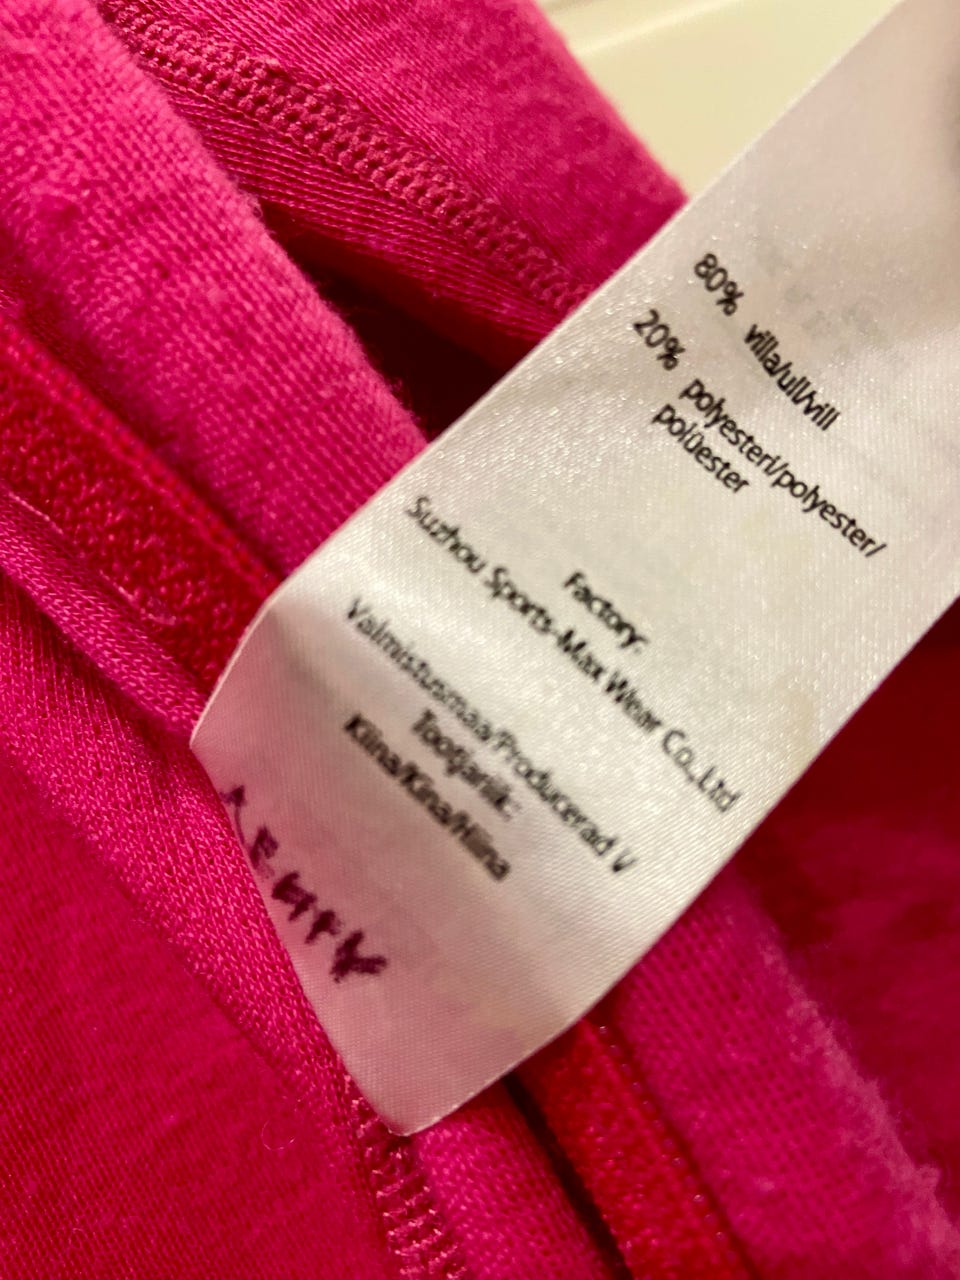 80% villa/ull/vill
20% polyesteri/polyester/
polüester
Factory:
Suzhou Sports-Max Wear Co.,Ltd
Valmistusmaa/Producerad i/
Tootjariik:
Kiina/Kina/Hiina